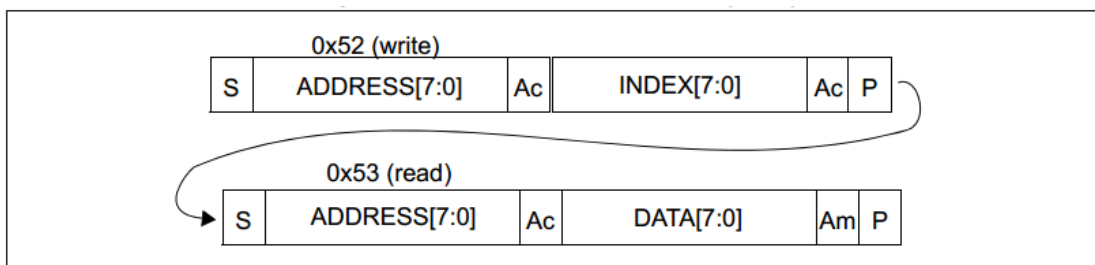 0x52 (write)
S ADDRESS[7:0] Ac INDEX[7:0] Ac P
0x53 (read)
S ADDRESS[7:0] Ac DATA[7:0] Am P